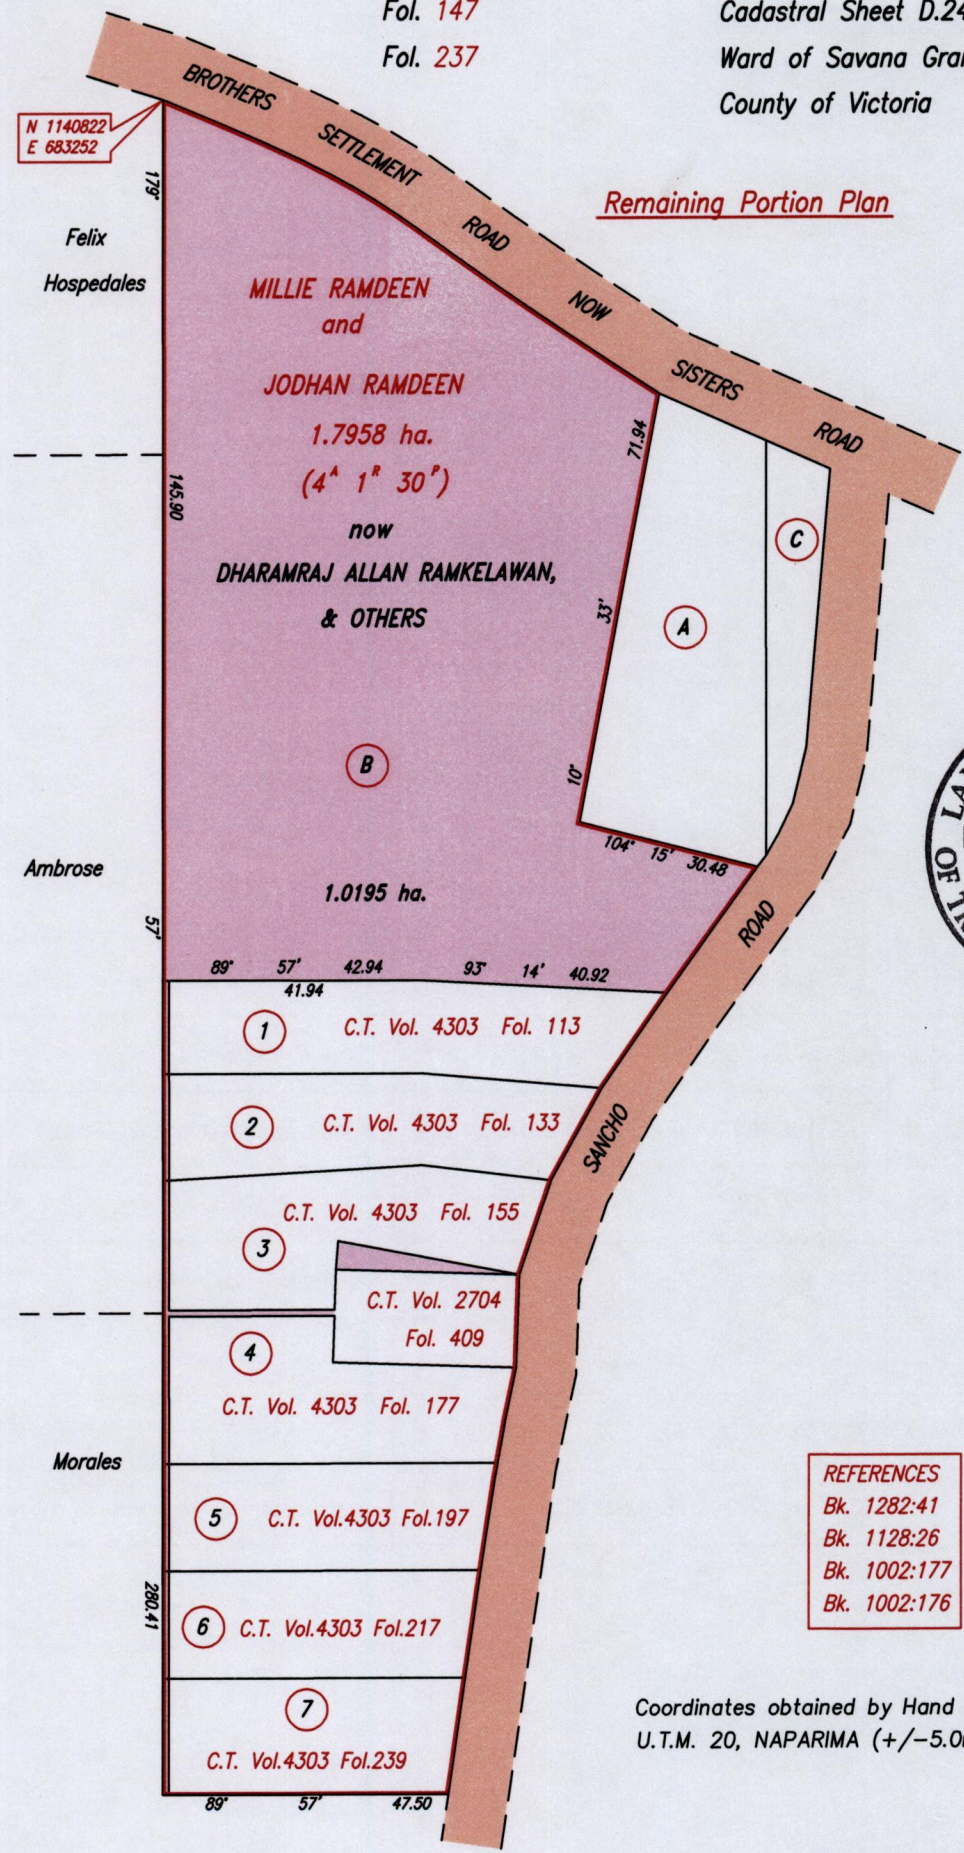 Fol. 147
Fol. 237
Cadastral Sheet D.24
Ward of Savana Gran
County of Victoria
Remaining Portion Plan
BROTHERS SETTLEMENT ROAD NOW SISTERS ROAD
N 1140822
E 683252
179°
Felix
Hospedales
MILLIE RAMDEEN
and
JODHAN RAMDEEN
1.7958 ha.
(4ᴬ 1ᴿ 30ᴾ)
now
DHARAMRAJ ALLAN RAMKELAWAN,
& OTHERS
145.90
71.94
33'
10°
A
C
B
104° 15' 30.48
Ambrose
1.0195 ha.
57'
LA
OF T
89° 57' 42.94 93° 14' 40.92
41.94
1 C.T. Vol. 4303 Fol. 113
2 C.T. Vol. 4303 Fol. 133
SANCHO ROAD
C.T. Vol. 4303 Fol. 155
3
C.T. Vol. 2704
Fol. 409
4
C.T. Vol. 4303 Fol. 177
Morales
5 C.T. Vol.4303 Fol.197
280.41
6 C.T. Vol.4303 Fol.217
7
C.T. Vol.4303 Fol.239
89° 57' 47.50
REFERENCES
Bk. 1282:41
Bk. 1128:26
Bk. 1002:177
Bk. 1002:176
Coordinates obtained by Hand
U.T.M. 20, NAPARIMA (+/-5.0